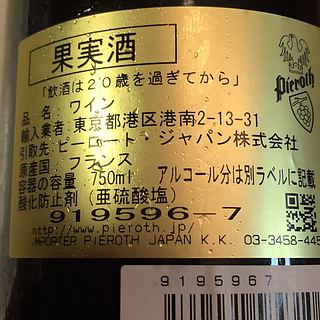 果実酒
「飲酒は20歳を過ぎてから」
Pieroth
品名：ワイン
輸入業者：東京都港区港南2-13-31
引取先：ピーロート・ジャパン株式会社
原産国：フランス
容器の容量 750ml アルコール分は別ラベルに記載
酸化防止剤（亜硫酸塩）
919596-7
http://www.pieroth.jp/
IMPORTER PIEROTH JAPAN K.K. 03-3458-445
9195967